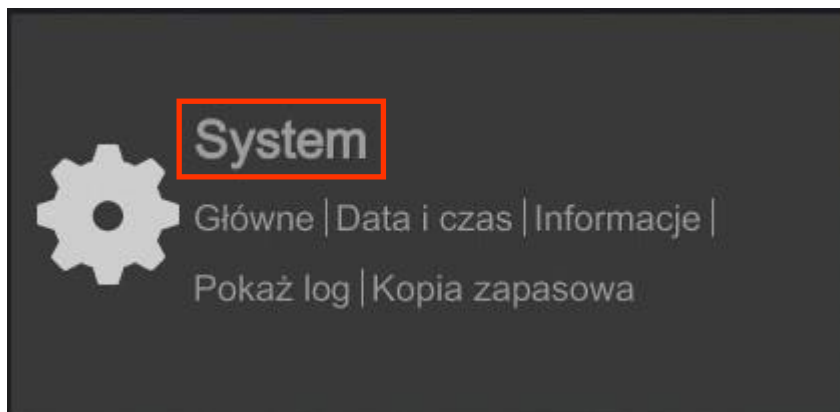 System
Główne | Data i czas | Informacje |
Pokaż log | Kopia zapasowa